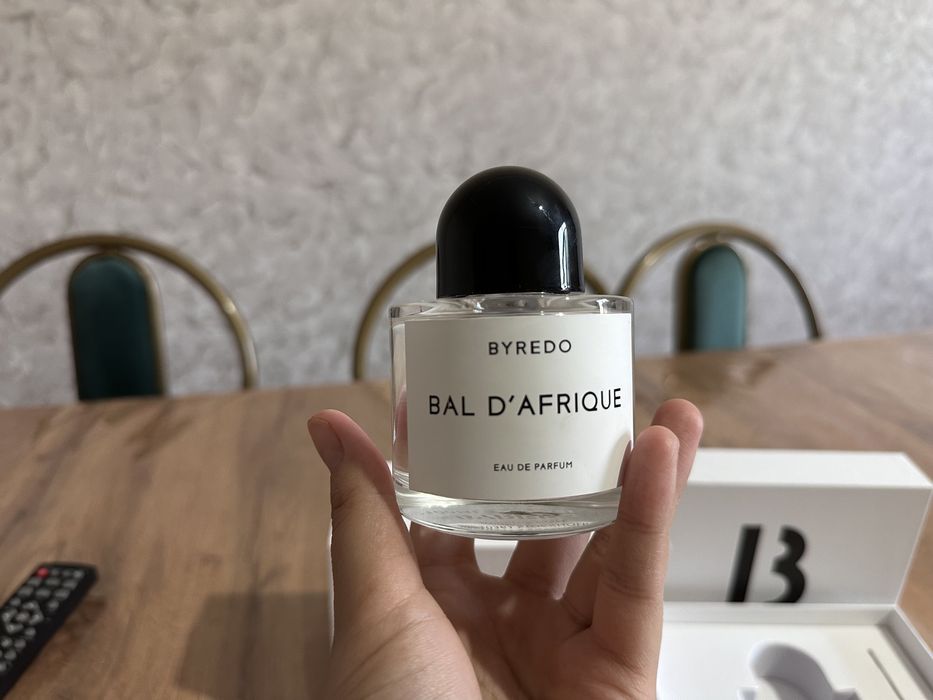 BYREDO
BAL D'AFRIQUE
EAU DE PARFUM
B